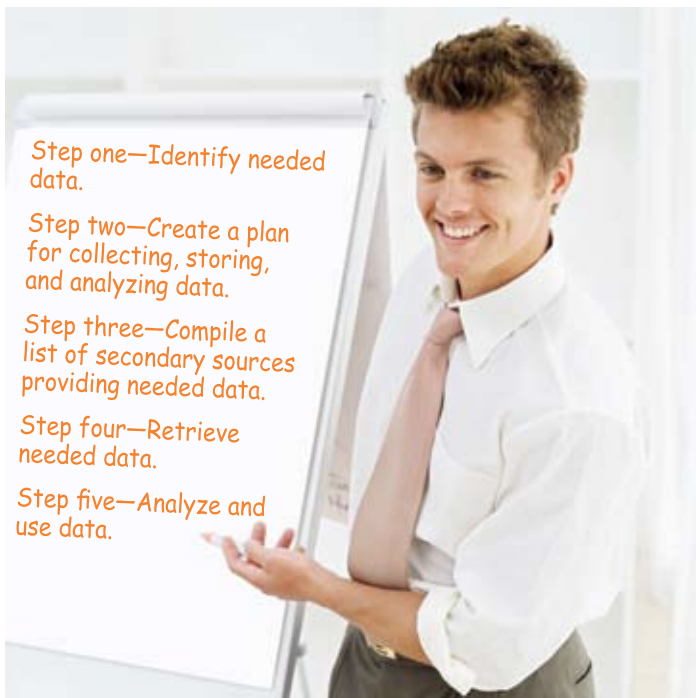 Step one—Identify needed
data.
Step two—Create a plan
for collecting, storing,
and analyzing data.
Step three—Compile a
list of secondary sources
providing needed data.
Step four—Retrieve
needed data.
Step five—Analyze and
use data.